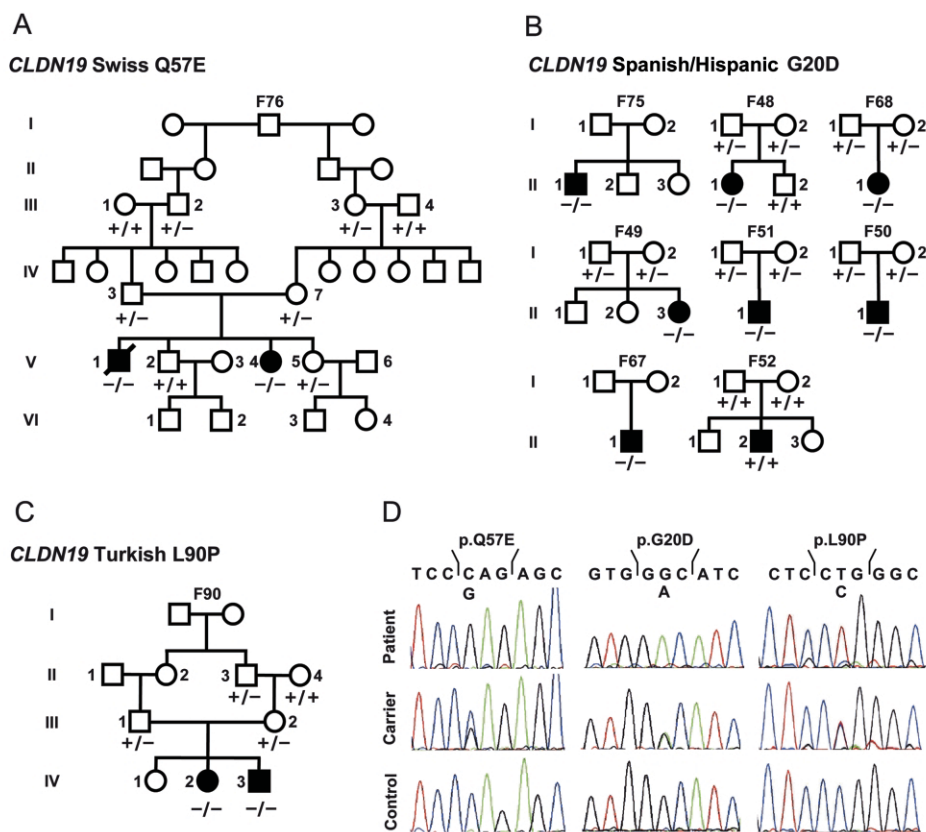 A
CLDN19 Swiss Q57E
F76
I
II
III
1 2 3 4
+/+ +/− +/− +/+
IV
3 7
+/− +/−
V
1 2 3 4 5 6
−/− +/+ −/− +/−
VI
1 2 3 4
B
CLDN19 Spanish/Hispanic G20D
F75 F48 F68
I
1 2 1 2 1 2
+/− +/− +/− +/−
II
1 2 3 1 2 1
−/− −/− +/+ −/−
F49 F51 F50
I
1 2 1 2 1 2
+/− +/− +/− +/− +/− +/−
II
1 2 3 1 1
−/− −/− −/−
F67 F52
I
1 2 1 2
+/+ +/+
II
1 1 2 3
−/− +/+
C
CLDN19 Turkish L90P
F90
I
II
1 2 3 4
+/− +/+
III
1 2
+/− +/−
IV
1 2 3
−/− −/−
D
p.Q57E p.G20D p.L90P
T C C C A G A G C G T G G G C A T C C T C C T G G G C
G A C
Patient
Carrier
Control